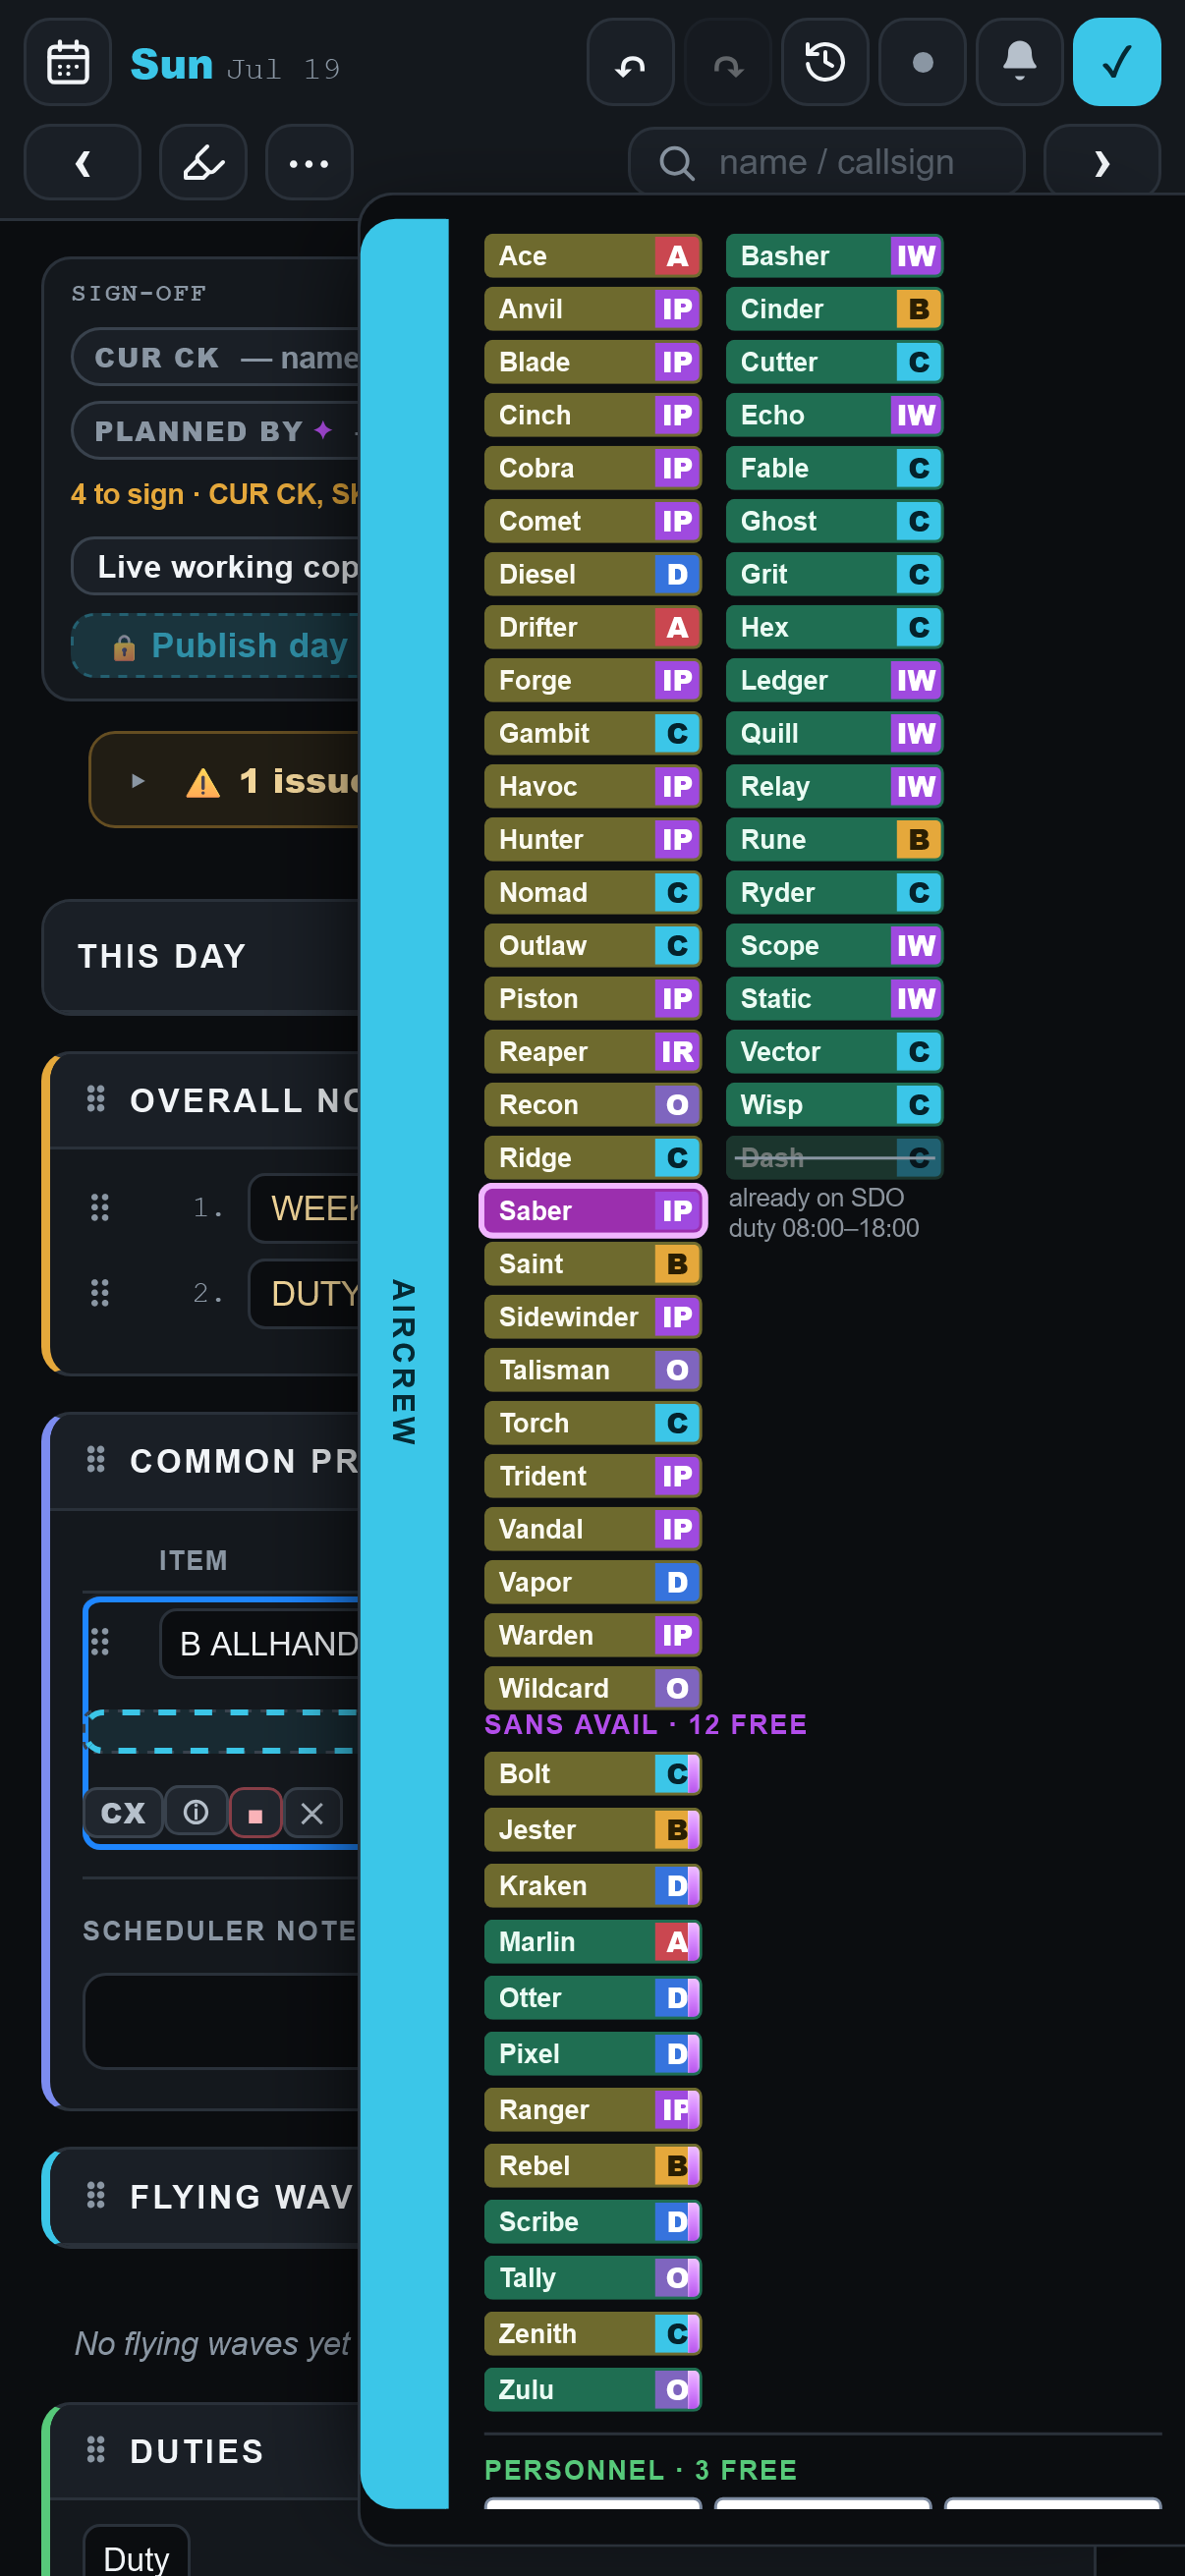 Sun Jul 19
name / callsign
SIGN-OFF
CUR CK — name
PLANNED BY
4 to sign · CUR CK, SK
Live working cop
Publish day
1 issue
THIS DAY
OVERALL NO
1. WEEK
2. DUTY
COMMON PR
ITEM
B ALLHAND
CX
SCHEDULER NOTE
FLYING WAV
No flying waves yet
DUTIES
Duty
AIRCREW
Ace A
Anvil IP
Blade IP
Cinch IP
Cobra IP
Comet IP
Diesel D
Drifter A
Forge IP
Gambit C
Havoc IP
Hunter IP
Nomad C
Outlaw C
Piston IP
Reaper IR
Recon O
Ridge C
Saber IP
Saint B
Sidewinder IP
Talisman O
Torch C
Trident IP
Vandal IP
Vapor D
Warden IP
Wildcard O
Basher IW
Cinder B
Cutter C
Echo IW
Fable C
Ghost C
Grit C
Hex C
Ledger IW
Quill IW
Relay IW
Rune B
Ryder C
Scope IW
Static IW
Vector C
Wisp C
Dash C
already on SDO
duty 08:00–18:00
SANS AVAIL · 12 FREE
Bolt C
Jester B
Kraken D
Marlin A
Otter D
Pixel D
Ranger IP
Rebel B
Scribe D
Tally O
Zenith C
Zulu O
PERSONNEL · 3 FREE